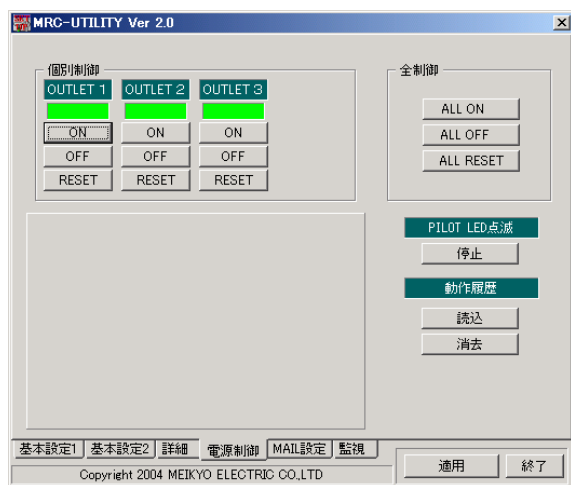 MRC-UTILITY Ver 2.0
個別制御
OUTLET 1 OUTLET 2 OUTLET 3
ON ON ON
OFF OFF OFF
RESET RESET RESET
全制御
ALL ON
ALL OFF
ALL RESET
PILOT LED点滅
停止
動作履歴
読込
消去
基本設定1 基本設定2 詳細 電源制御 MAIL設定 監視
Copyright 2004 MEIKYO ELECTRIC CO.,LTD
適用 終了